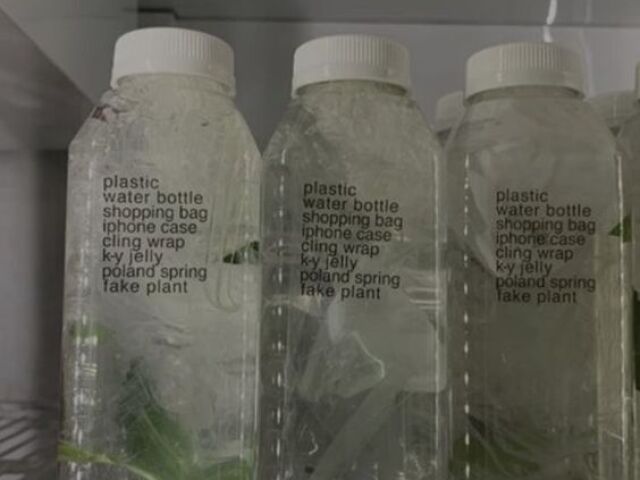 plastic
water bottle
shopping bag
iphone case
cling wrap
k-y jelly
poland spring
fake plant
plastic
water bottle
shopping bag
iphone case
cling wrap
k-y jelly
poland spring
fake plant
plastic
water bottle
shopping bag
iphone case
cling wrap
k-y jelly
poland spring
fake plant